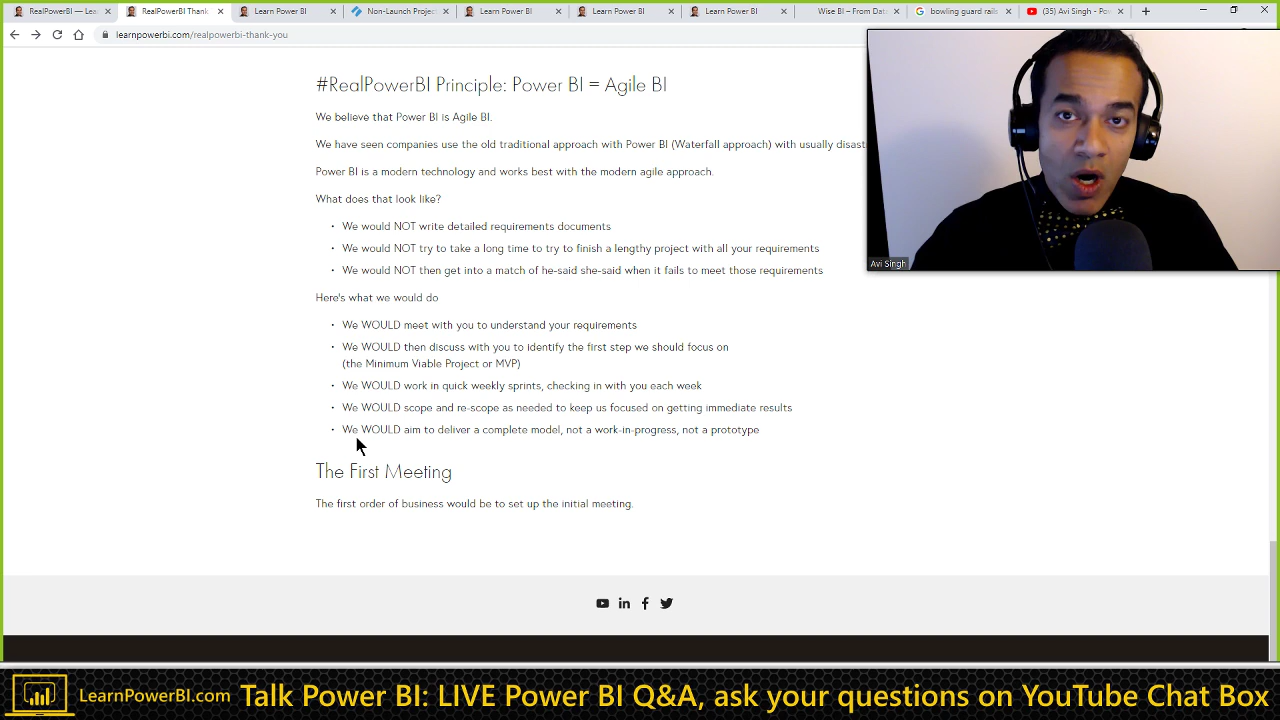 RealPowerBI — Lear
RealPowerBI Thank
Learn Power BI
Non-Launch Project
Learn Power BI
Learn Power BI
Learn Power BI
Wise BI – From Data
bowling guard rails
(35) Avi Singh - Po
learnpowerbi.com/realpowerbi-thank-you
#RealPowerBI Principle: Power BI = Agile BI
We believe that Power BI is Agile BI.
We have seen companies use the old traditional approach with Power BI (Waterfall approach) with usually disast
Power BI is a modern technology and works best with the modern agile approach.
What does that look like?
• We would NOT write detailed requirements documents
• We would NOT try to take a long time to try to finish a lengthy project with all your requirements
• We would NOT then get into a match of he-said she-said when it fails to meet those requirements
Here's what we would do
• We WOULD meet with you to understand your requirements
• We WOULD then discuss with you to identify the first step we should focus on
(the Minimum Viable Project or MVP)
• We WOULD work in quick weekly sprints, checking in with you each week
• We WOULD scope and re-scope as needed to keep us focused on getting immediate results
• We WOULD aim to deliver a complete model, not a work-in-progress, not a prototype
The First Meeting
The first order of business would be to set up the initial meeting.
Avi Singh
LearnPowerBI.com
Talk Power BI: LIVE Power BI Q&A, ask your questions on YouTube Chat Box